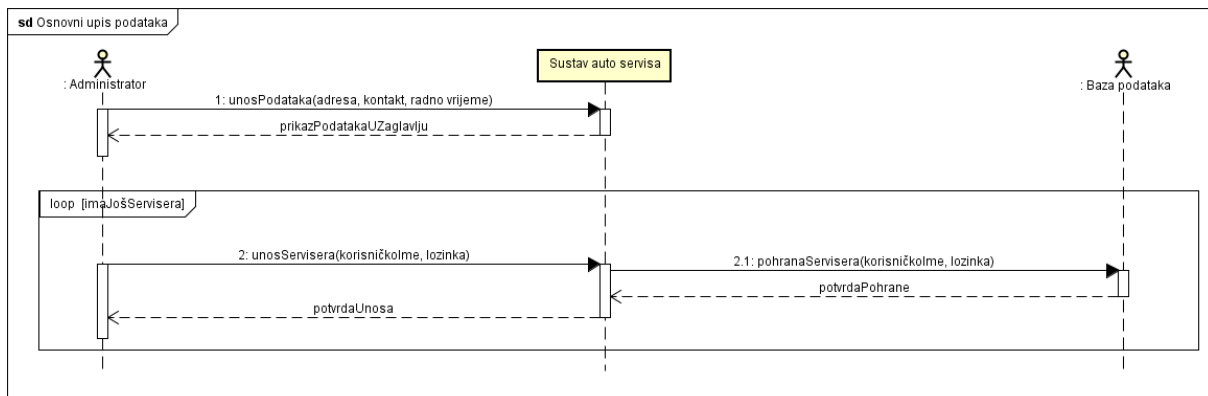 sd Osnovni upis podataka
: Administrator
Sustav auto servisa
: Baza podataka
1: unosPodataka(adresa, kontakt, radno vrijeme)
prikazPodatakaUZaglavlju
loop [imaJošServisera]
2: unosServisera(korisničkoIme, lozinka)
2.1: pohranaServisera(korisničkoIme, lozinka)
potvrdaPohrane
potvrdaUnosa